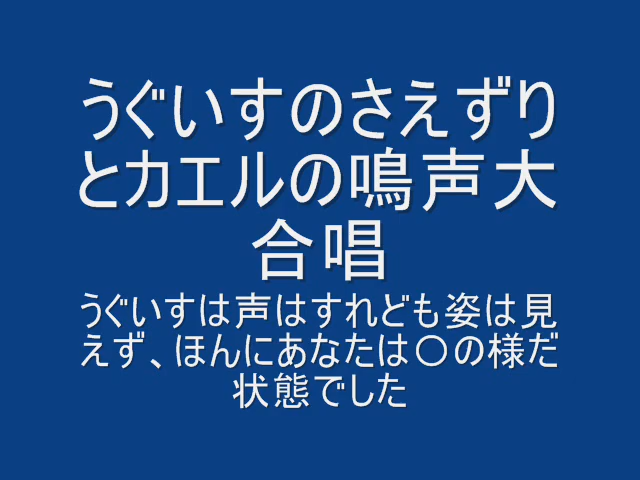 うぐいすのさえずり
とカエルの鳴声大
合唱
うぐいすは声はすれども姿は見
えず、ほんにあなたは〇の様だ
状態でした